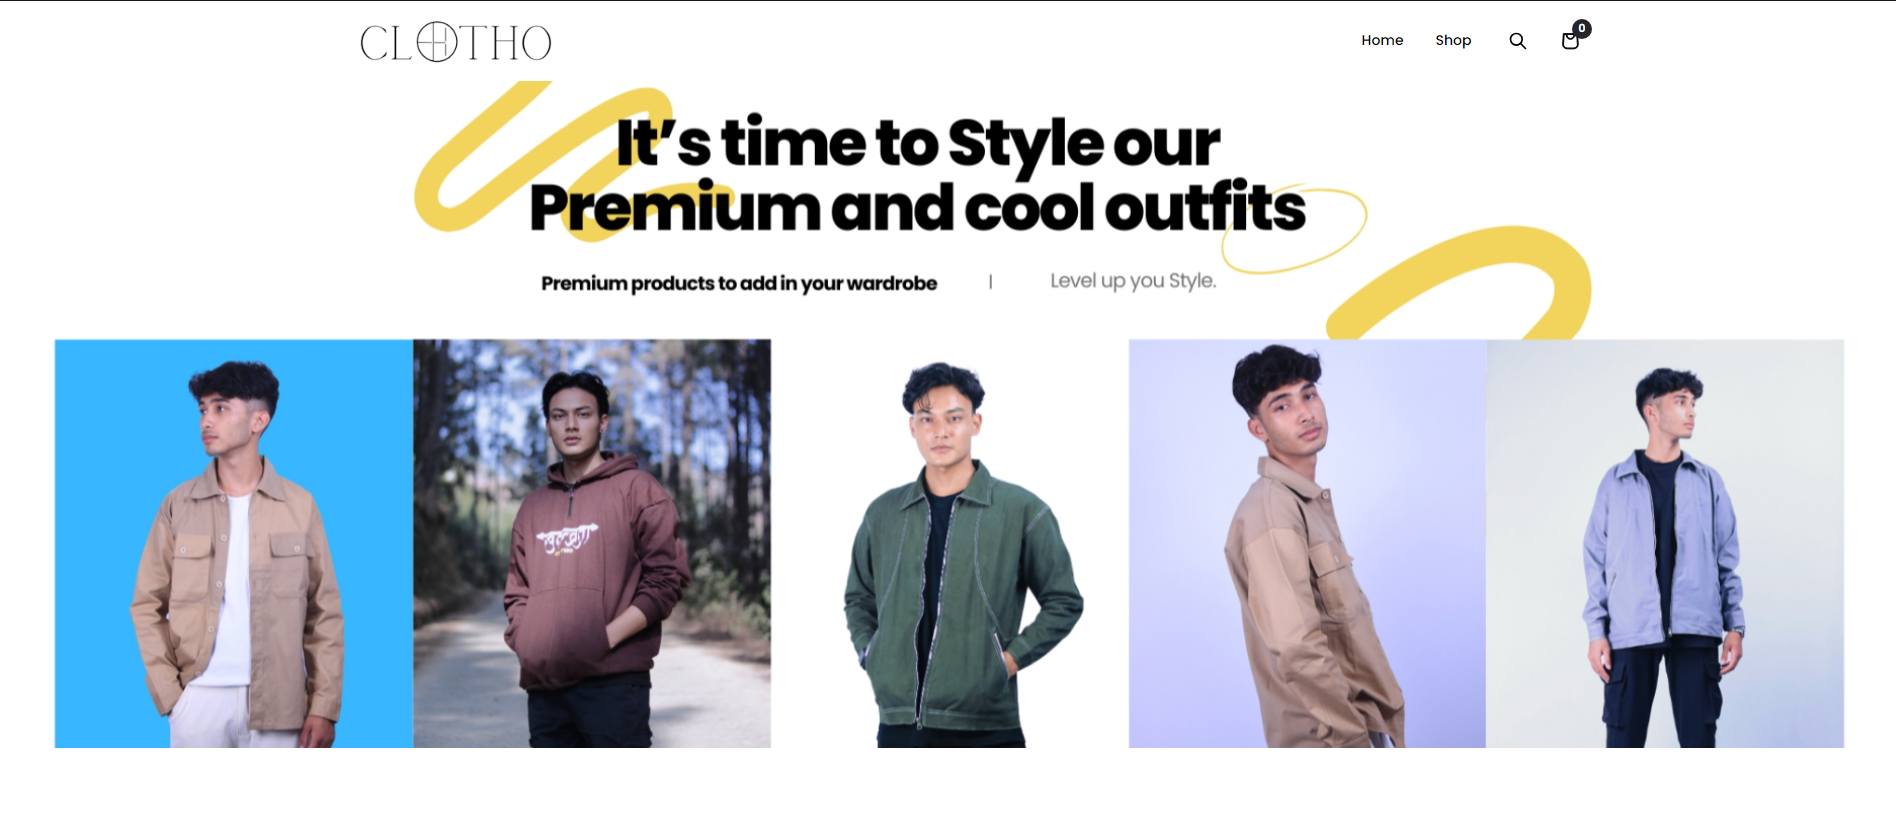 CLOTHO
Home
Shop
0
It’s time to Style our
Premium and cool outfits
Premium products to add in your wardrobe
|
Level up you Style.